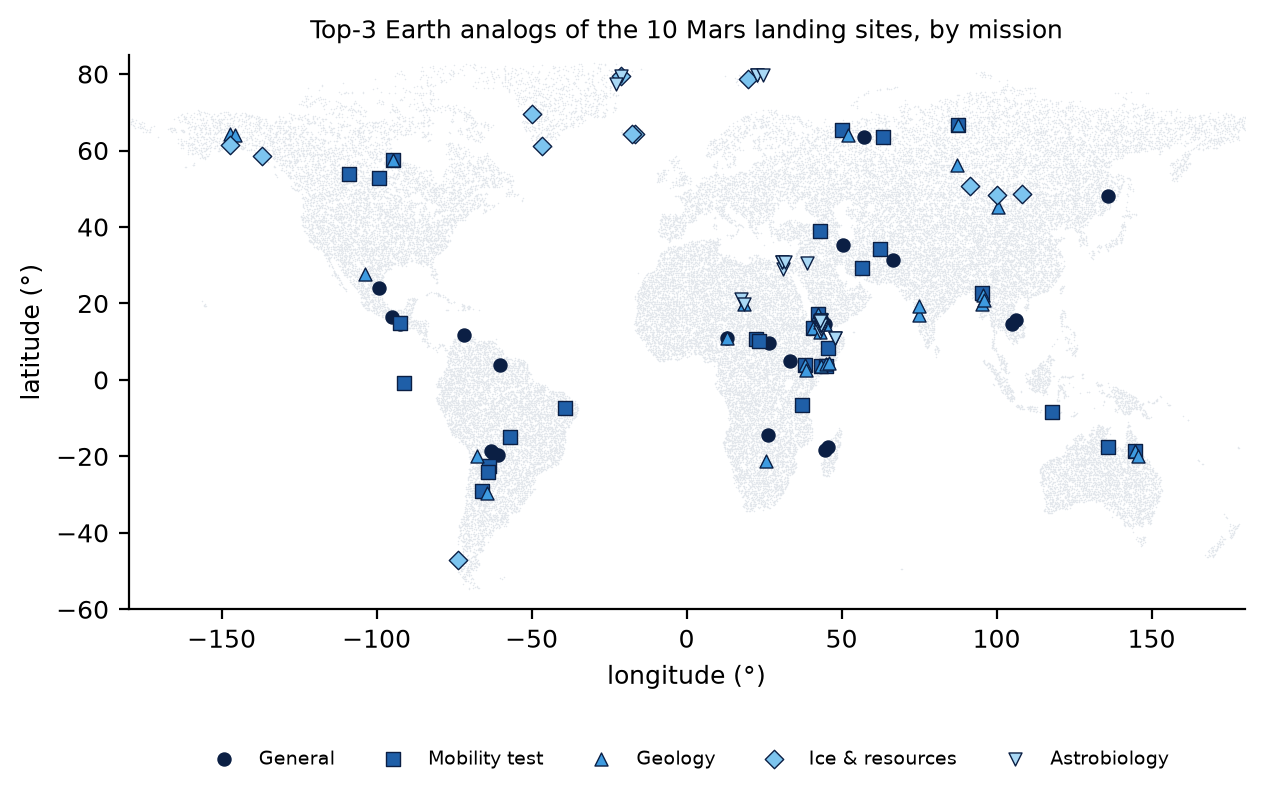 Top-3 Earth analogs of the 10 Mars landing sites, by mission
80
60
40
20
0
−20
−40
−60
latitude (°)
−150 −100 −50 0 50 100 150
longitude (°)
General Mobility test Geology Ice & resources Astrobiology